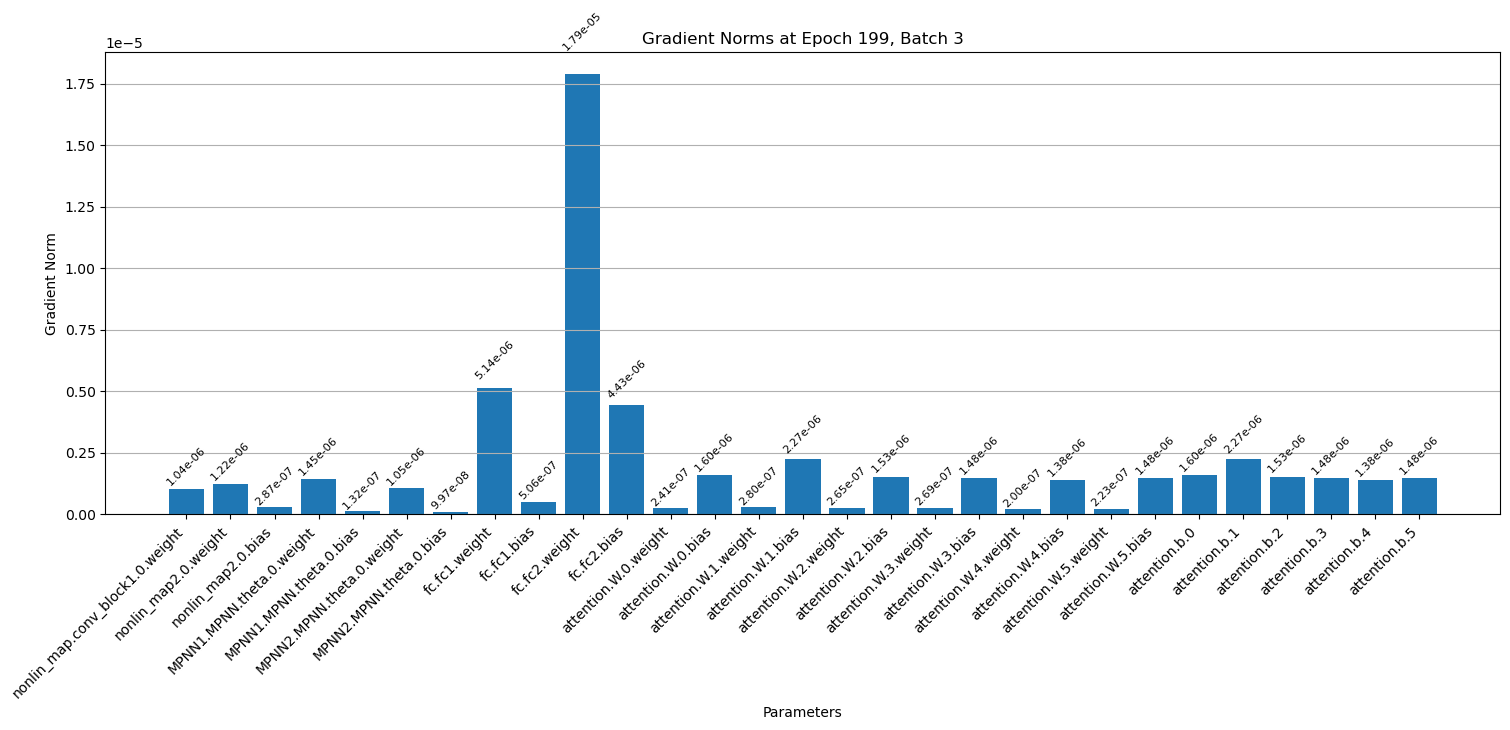 Gradient Norms at Epoch 199, Batch 3
1e−5
1.75
1.50
1.25
1.00
0.75
0.50
0.25
0.00
Gradient Norm
1.04e-06
1.22e-06
2.87e-07
1.45e-06
1.32e-07
1.05e-06
9.97e-08
5.14e-06
5.06e-07
1.79e-05
4.43e-06
2.41e-07
1.60e-06
2.80e-07
2.27e-06
2.65e-07
1.53e-06
2.69e-07
1.48e-06
2.00e-07
1.38e-06
2.23e-07
1.48e-06
1.60e-06
2.27e-06
1.53e-06
1.48e-06
1.38e-06
1.48e-06
nonlin_map.conv_block1.0.weight
nonlin_map2.0.weight
nonlin_map2.0.bias
MPNN1.MPNN.theta.0.weight
MPNN1.MPNN.theta.0.bias
MPNN2.MPNN.theta.0.weight
MPNN2.MPNN.theta.0.bias
fc.fc1.weight
fc.fc1.bias
fc.fc2.weight
fc.fc2.bias
attention.W.0.weight
attention.W.0.bias
attention.W.1.weight
attention.W.1.bias
attention.W.2.weight
attention.W.2.bias
attention.W.3.weight
attention.W.3.bias
attention.W.4.weight
attention.W.4.bias
attention.W.5.weight
attention.W.5.bias
attention.b.0
attention.b.1
attention.b.2
attention.b.3
attention.b.4
attention.b.5
Parameters